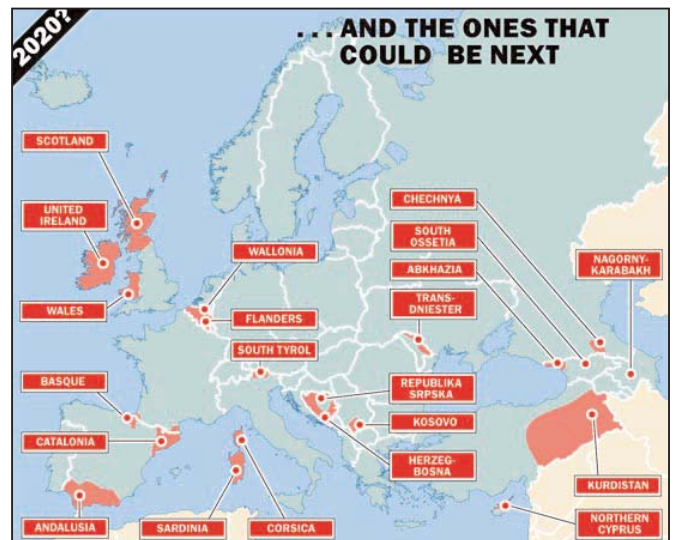 2020?
... AND THE ONES THAT
COULD BE NEXT
SCOTLAND
UNITED
IRELAND
WALES
WALLONIA
FLANDERS
SOUTH TYROL
BASQUE
CATALONIA
ANDALUSIA
SARDINIA
CORSICA
CHECHNYA
SOUTH
OSSETIA
ABKHAZIA
NAGORNY-
KARABAKH
TRANS-
DNIESTER
REPUBLIKA
SRPSKA
KOSOVO
HERZEG-
BOSNA
KURDISTAN
NORTHERN
CYPRUS